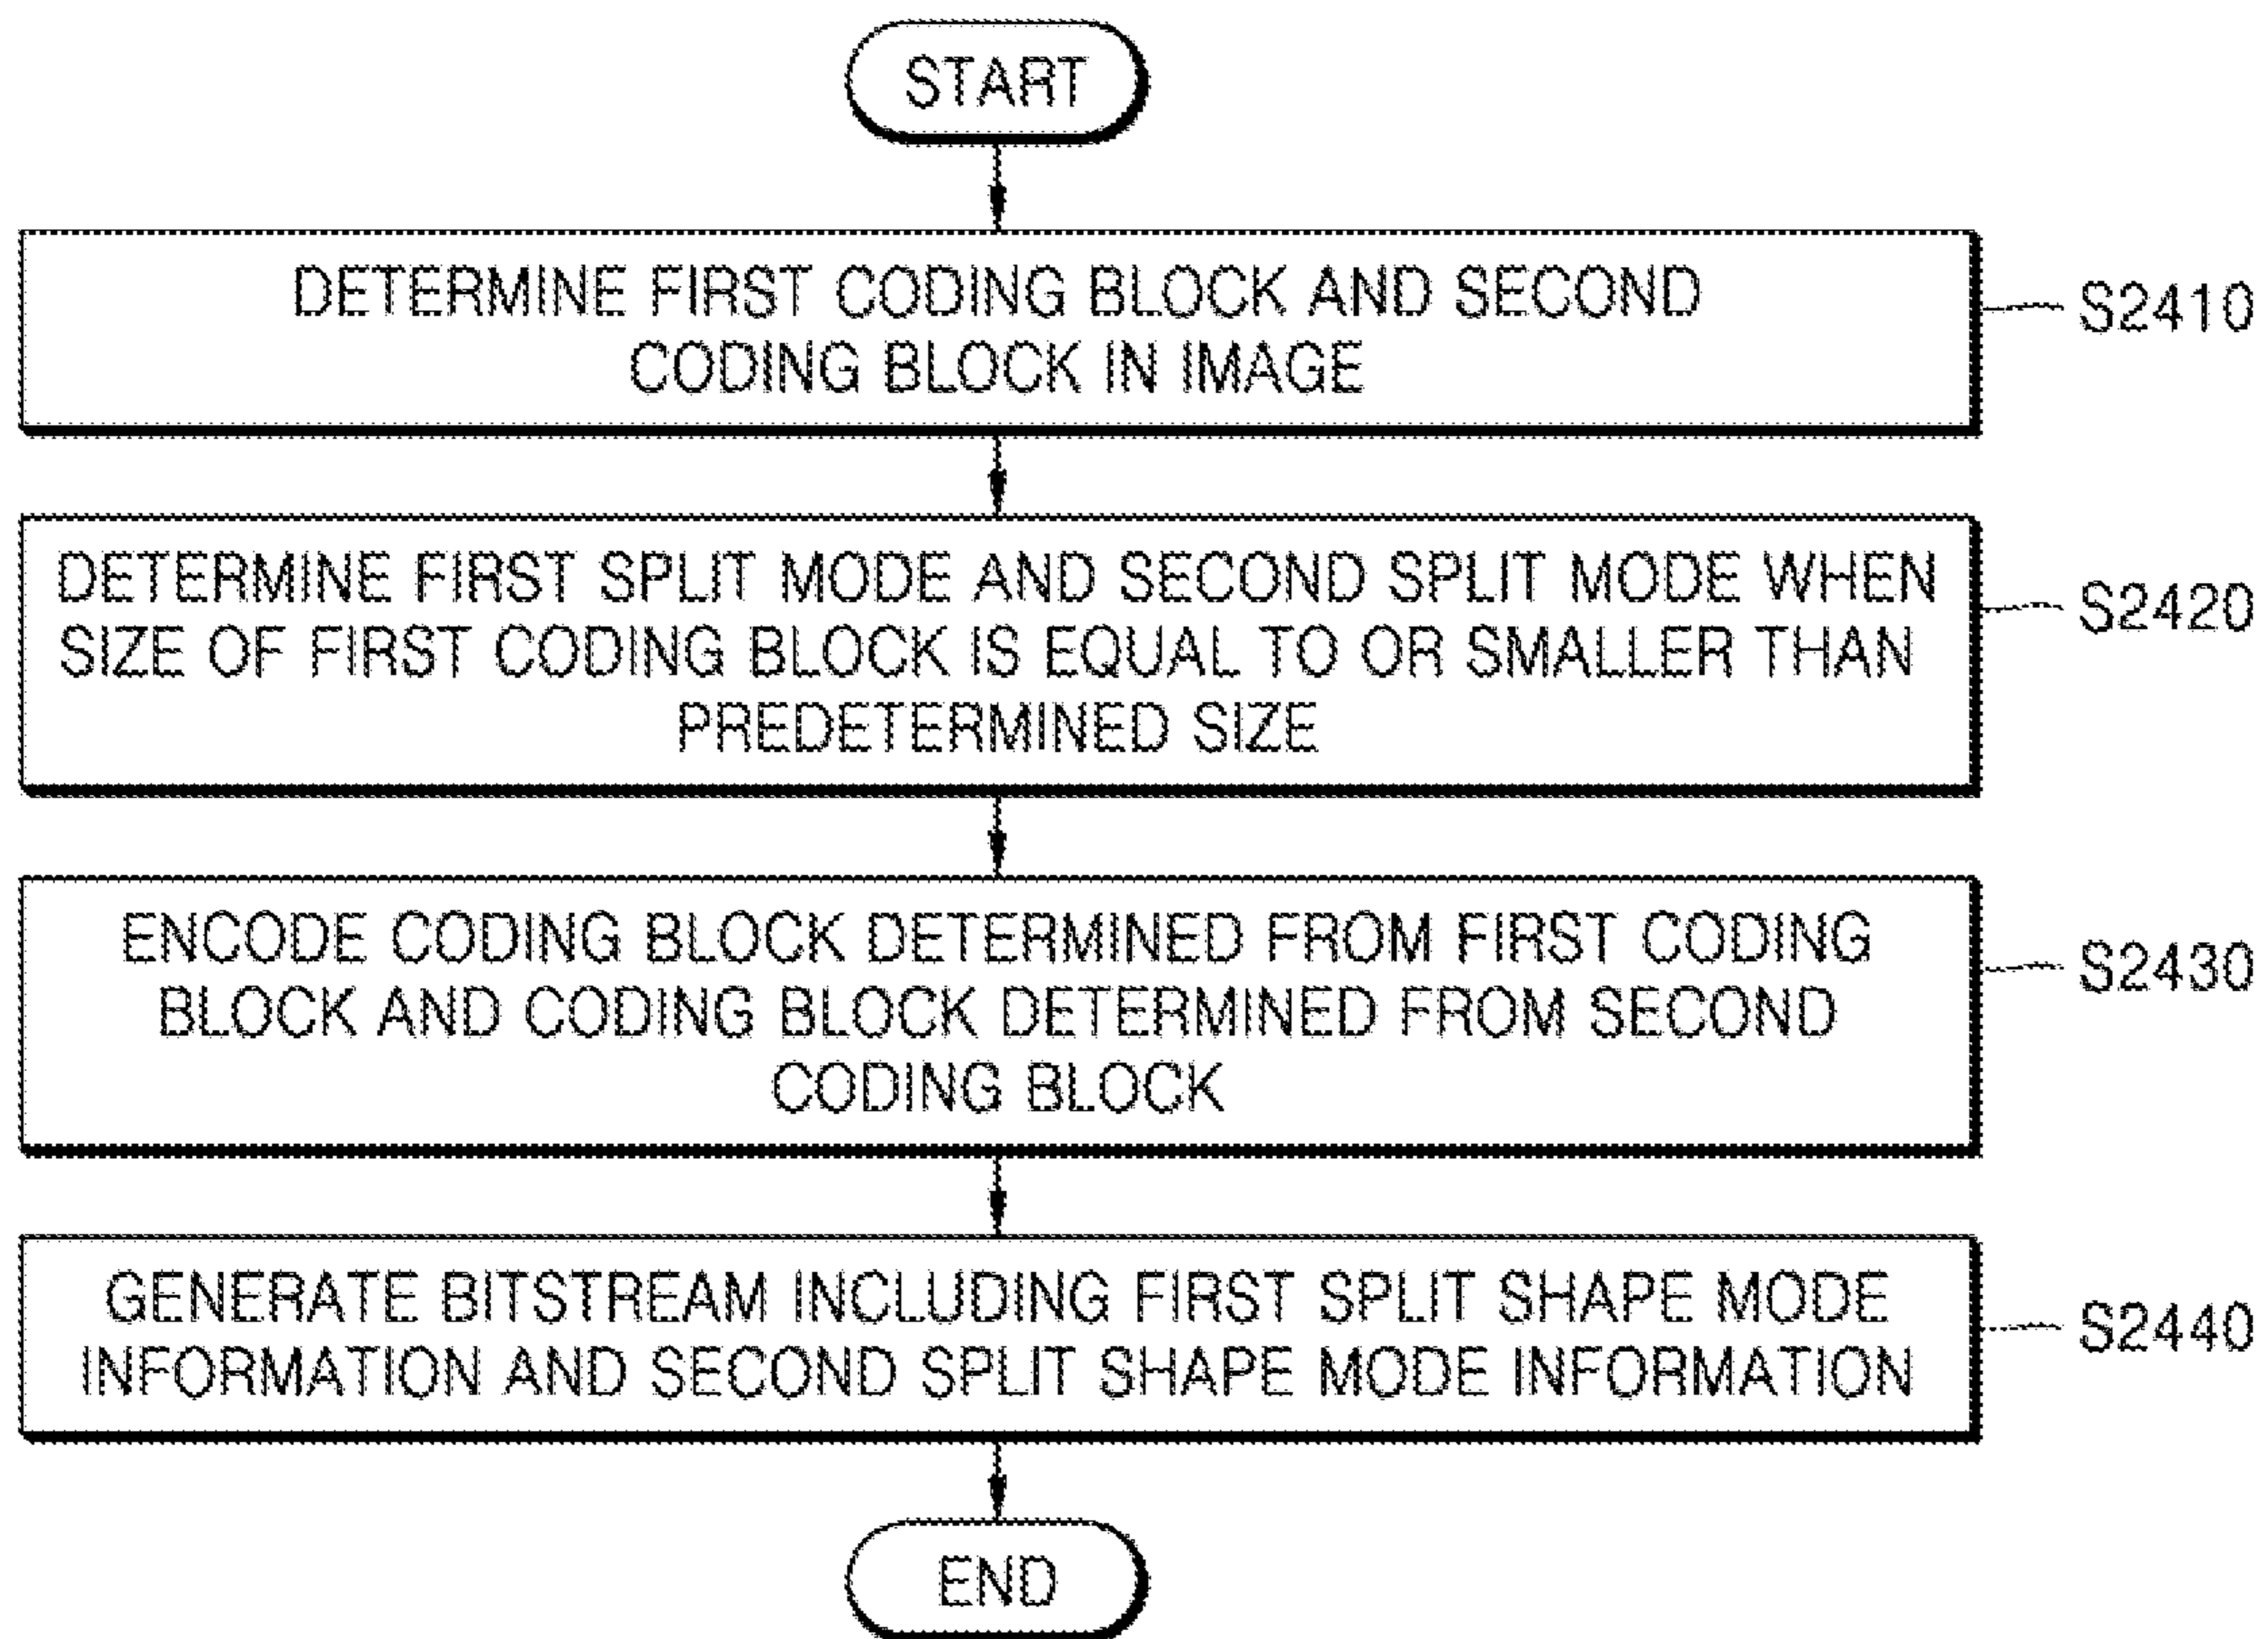 START
DETERMINE FIRST CODING BLOCK AND SECOND
CODING BLOCK IN IMAGE
S2410
DETERMINE FIRST SPLIT MODE AND SECOND SPLIT MODE WHEN
SIZE OF FIRST CODING BLOCK IS EQUAL TO OR SMALLER THAN
PREDETERMINED SIZE
S2420
ENCODE CODING BLOCK DETERMINED FROM FIRST CODING
BLOCK AND CODING BLOCK DETERMINED FROM SECOND
CODING BLOCK
S2430
GENERATE BITSTREAM INCLUDING FIRST SPLIT SHAPE MODE
INFORMATION AND SECOND SPLIT SHAPE MODE INFORMATION
S2440
END